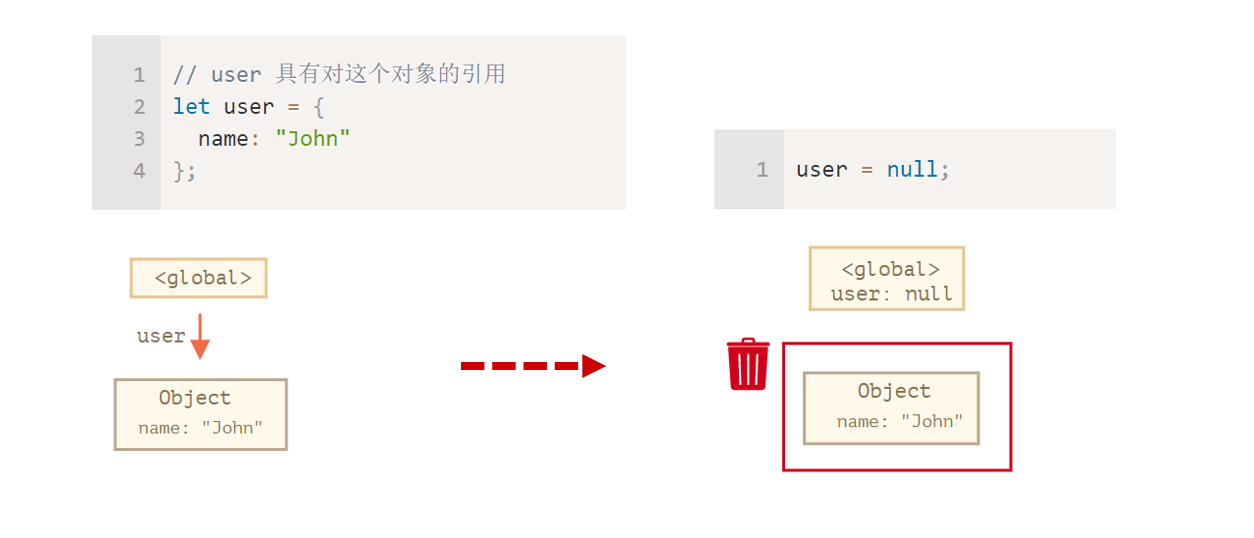 1 // user 具有对这个对象的引用
2 let user = {
3   name: "John"
4 };
<global>
user
Object
name: "John"
1 user = null;
<global>
user: null
Object
name: "John"